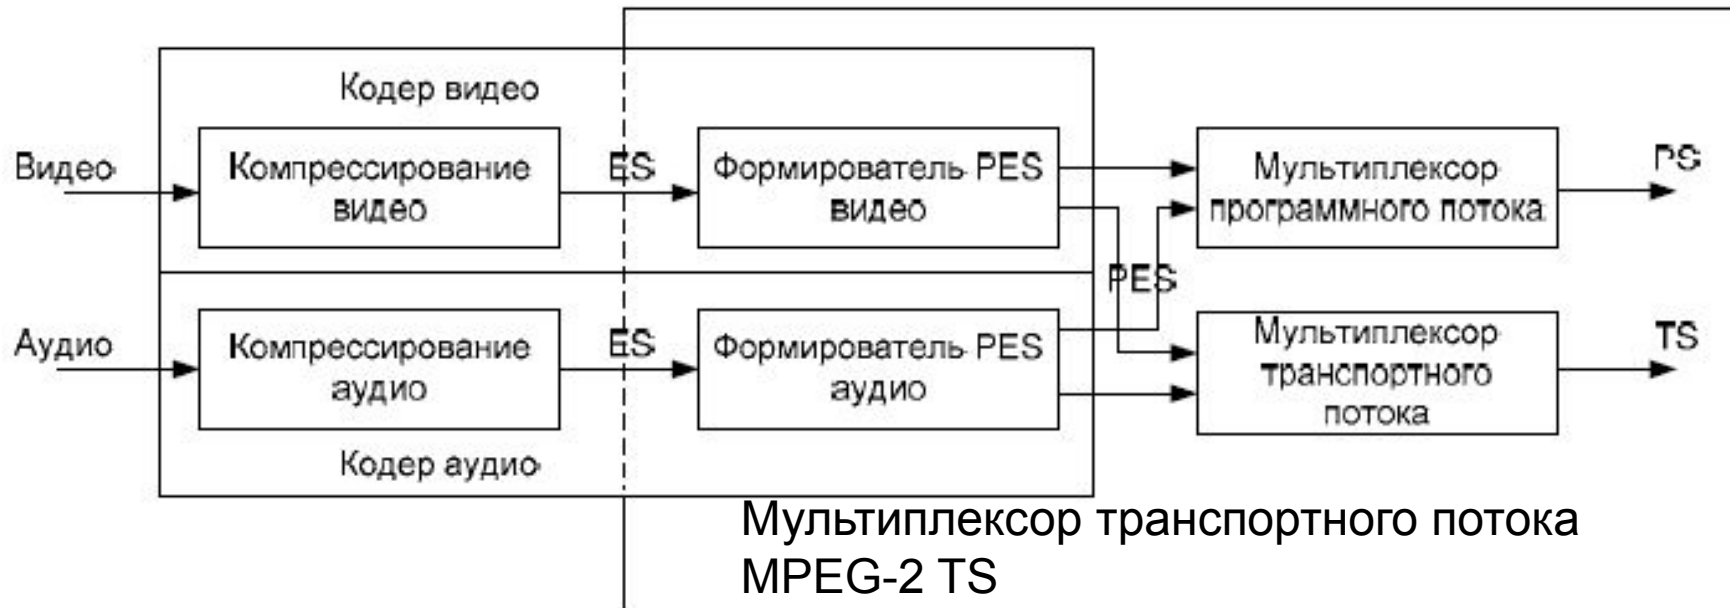 Кодер видео
Видео
Компрессирование
видео
ES
Формирователь PES
видео
Мультиплексор
программного потока
PS
PES
Аудио
Компрессирование
аудио
ES
Формирователь PES
аудио
Мультиплексор
транспортного
потока
TS
Кодер аудио
Мультиплексор транспортного потока
MPEG-2 TS